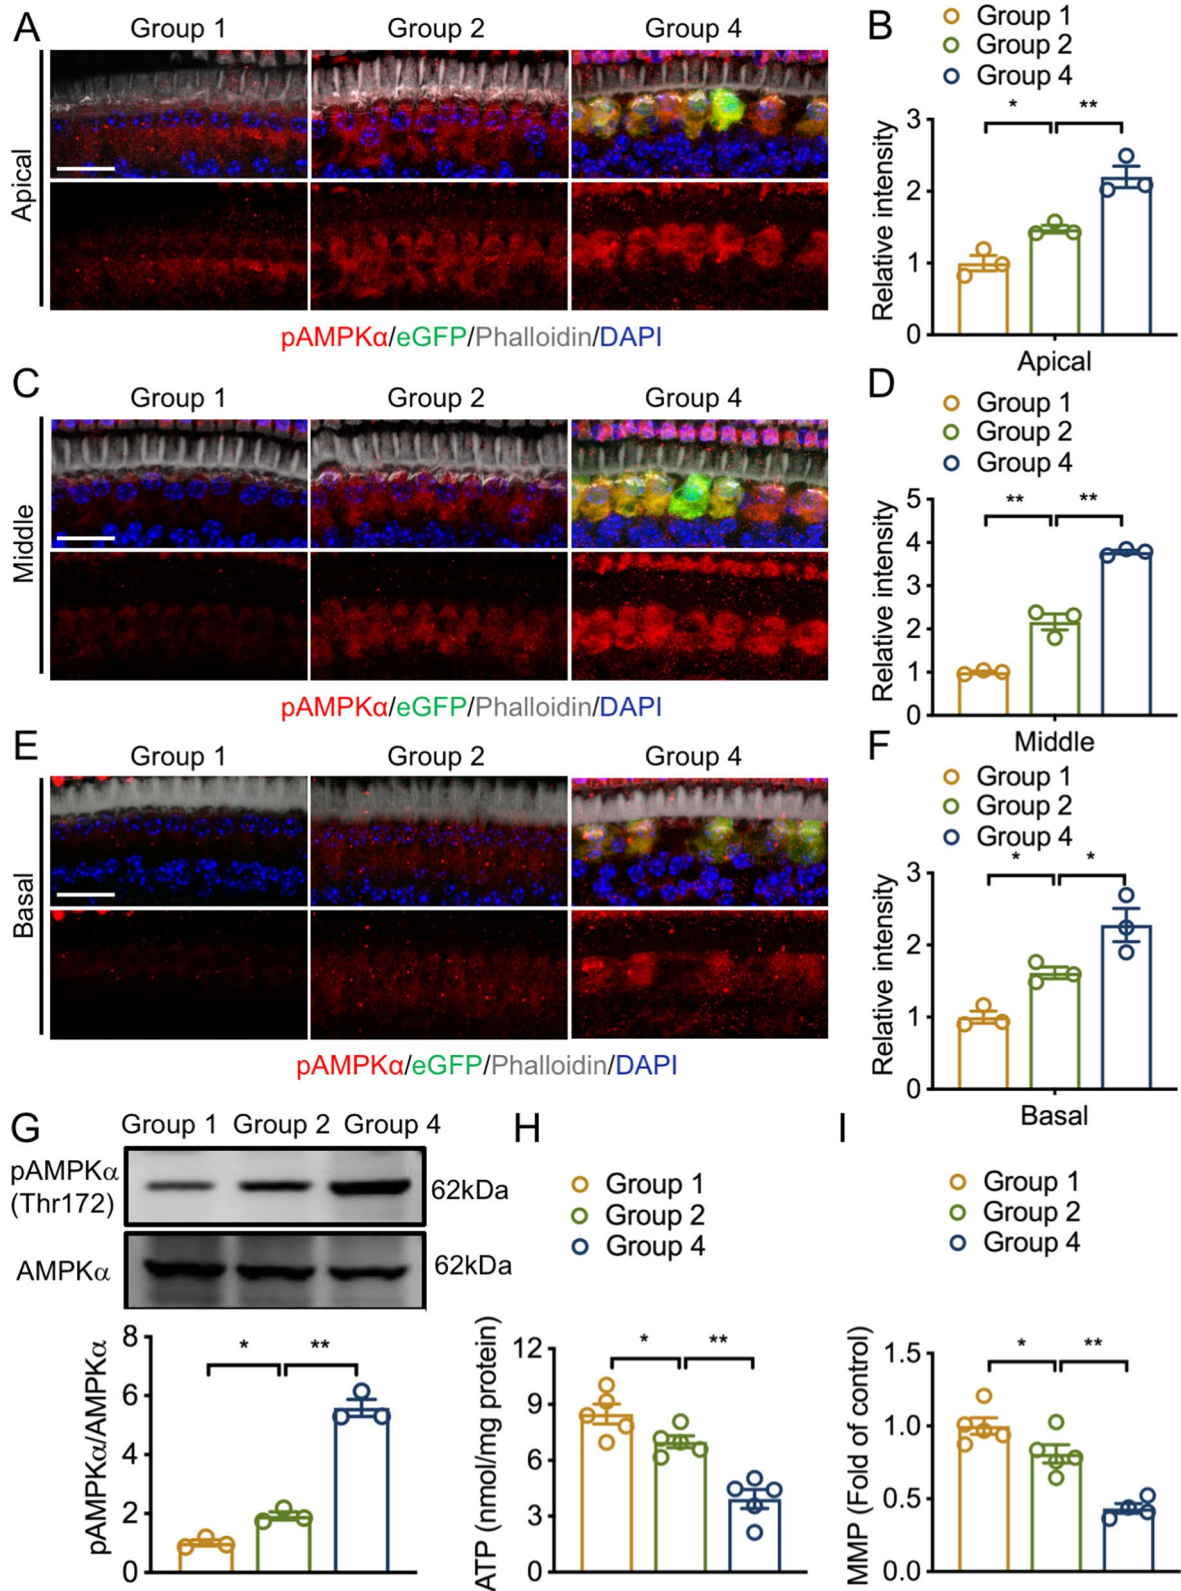 A
Group 1 Group 2 Group 4
Apical
pAMPKα/eGFP/Phalloidin/DAPI
B
Group 1
Group 2
Group 4
* **
Relative intensity
3
2
1
0
Apical
C
Group 1 Group 2 Group 4
Middle
pAMPKα/eGFP/Phalloidin/DAPI
D
Group 1
Group 2
Group 4
** **
Relative intensity
5
4
3
2
1
0
Middle
E
Group 1 Group 2 Group 4
Basal
pAMPKα/eGFP/Phalloidin/DAPI
F
Group 1
Group 2
Group 4
* *
Relative intensity
3
2
1
0
Basal
G
Group 1 Group 2 Group 4
pAMPKα
(Thr172)
62kDa
AMPKα
62kDa
* **
pAMPKα/AMPKα
8
6
4
2
0
H
Group 1
Group 2
Group 4
* **
ATP (nmol/mg protein)
12
9
6
3
0
I
Group 1
Group 2
Group 4
* **
MMP (Fold of control)
1.5
1.0
0.5
0.0